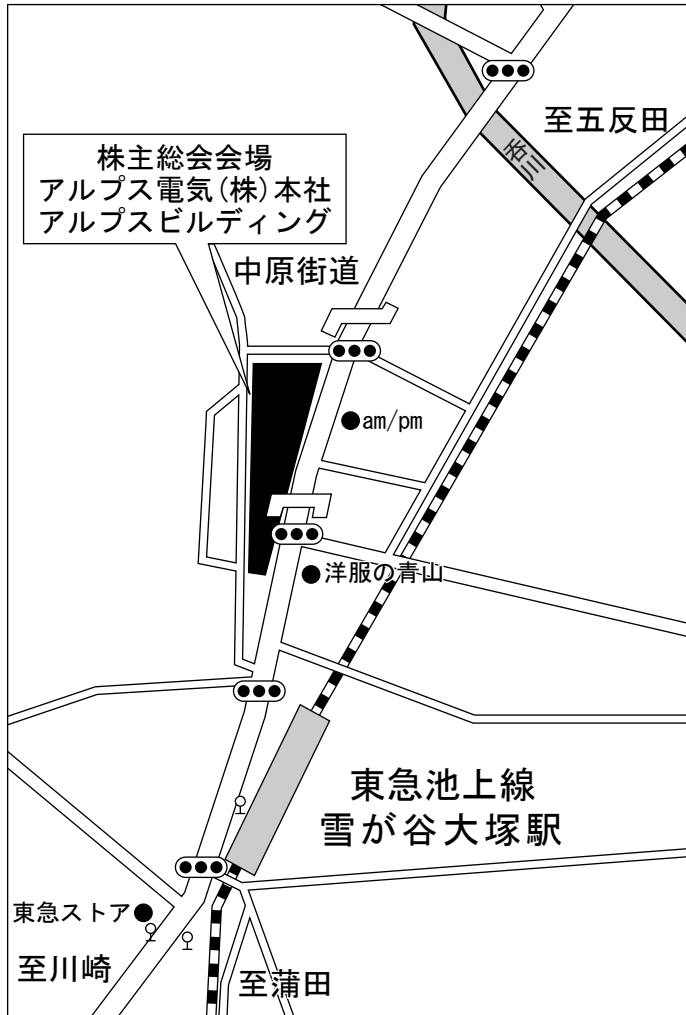 至五反田
呑川
株主総会会場
アルプス電気(株)本社
アルプスビルディング
中原街道
am/pm
洋服の青山
東急池上線
雪が谷大塚駅
東急ストア
至川崎
至蒲田